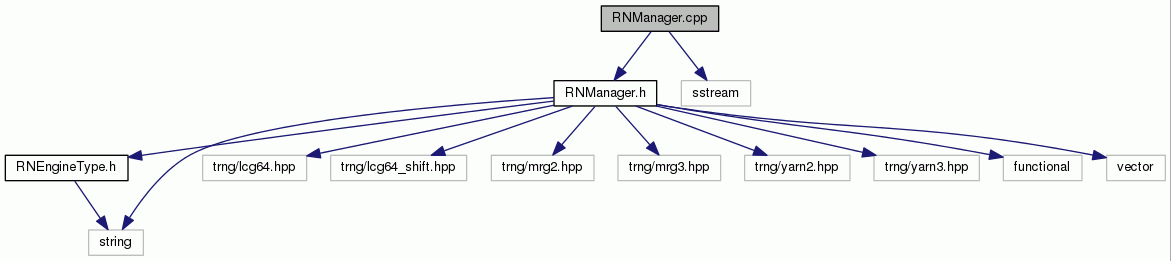 RNManager.cpp
RNManager.h
sstream
RNEngineType.h
trng/lcg64.hpp
trng/lcg64_shift.hpp
trng/mrg2.hpp
trng/mrg3.hpp
trng/yarn2.hpp
trng/yarn3.hpp
functional
vector
string